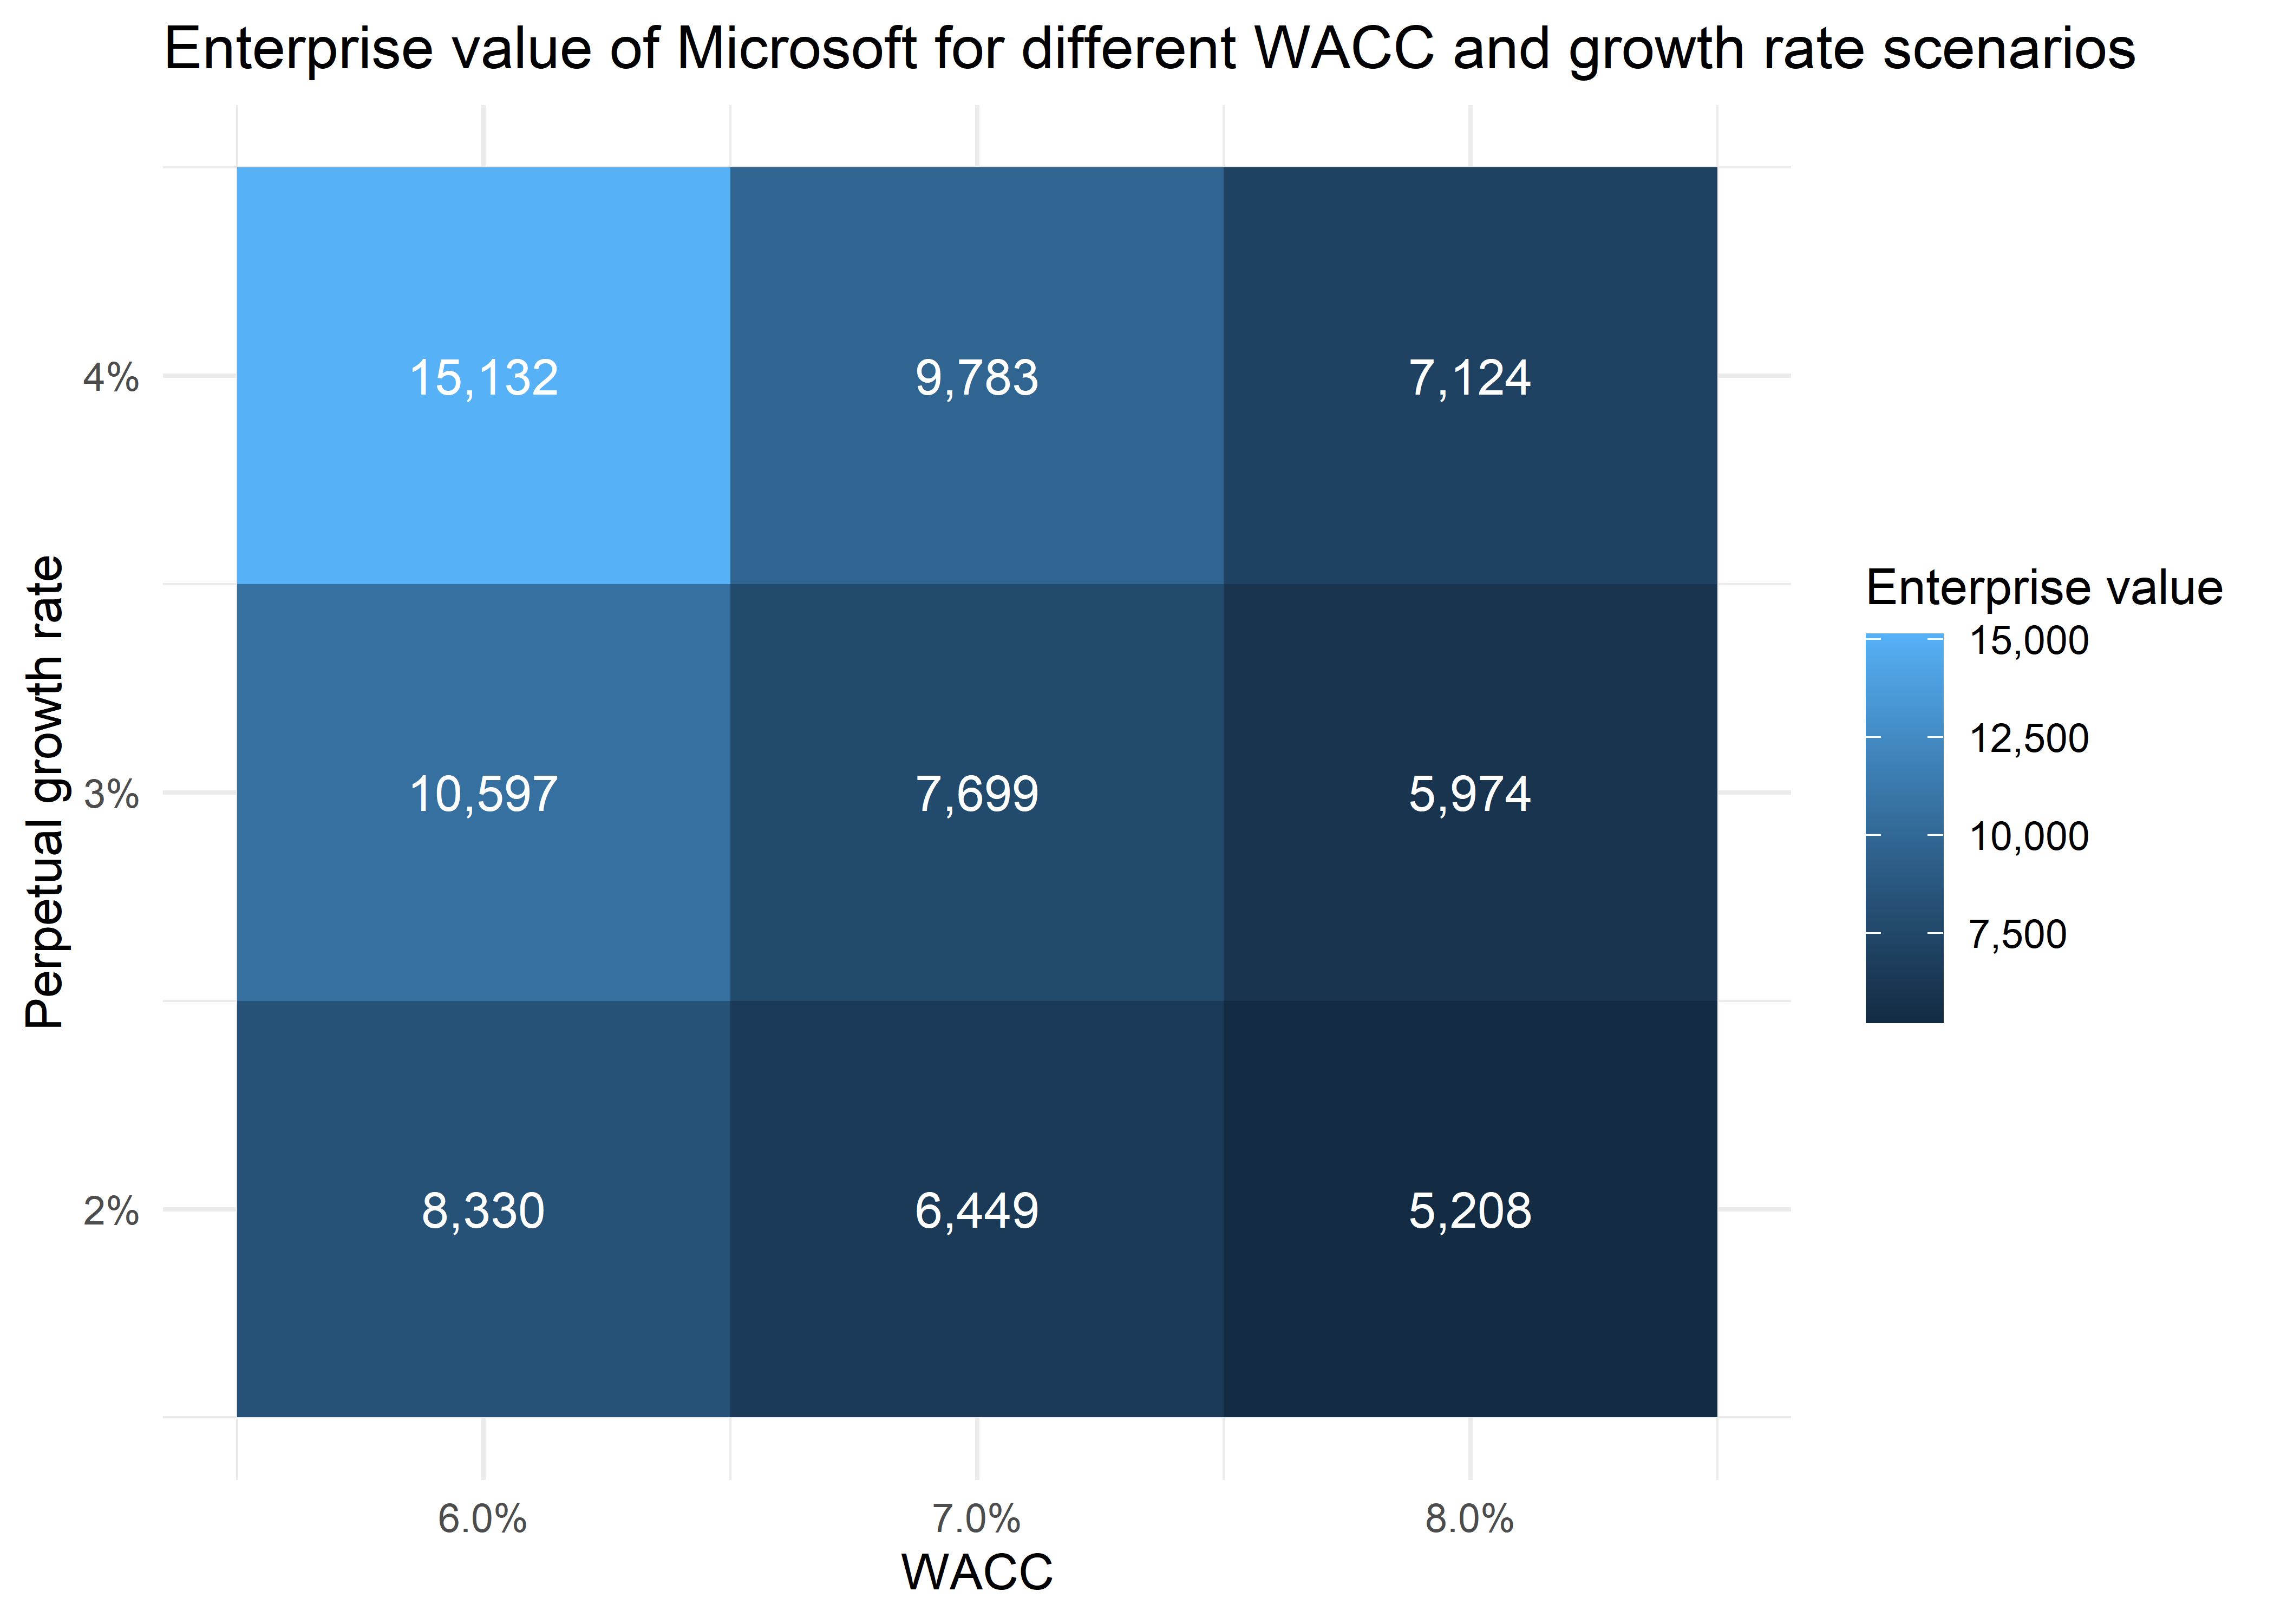 Enterprise value of Microsoft for different WACC and growth rate scenarios
Perpetual growth rate
4%
15,132 9,783 7,124
3%
10,597 7,699 5,974
2%
8,330 6,449 5,208
6.0% 7.0% 8.0%
WACC
Enterprise value
15,000
12,500
10,000
7,500